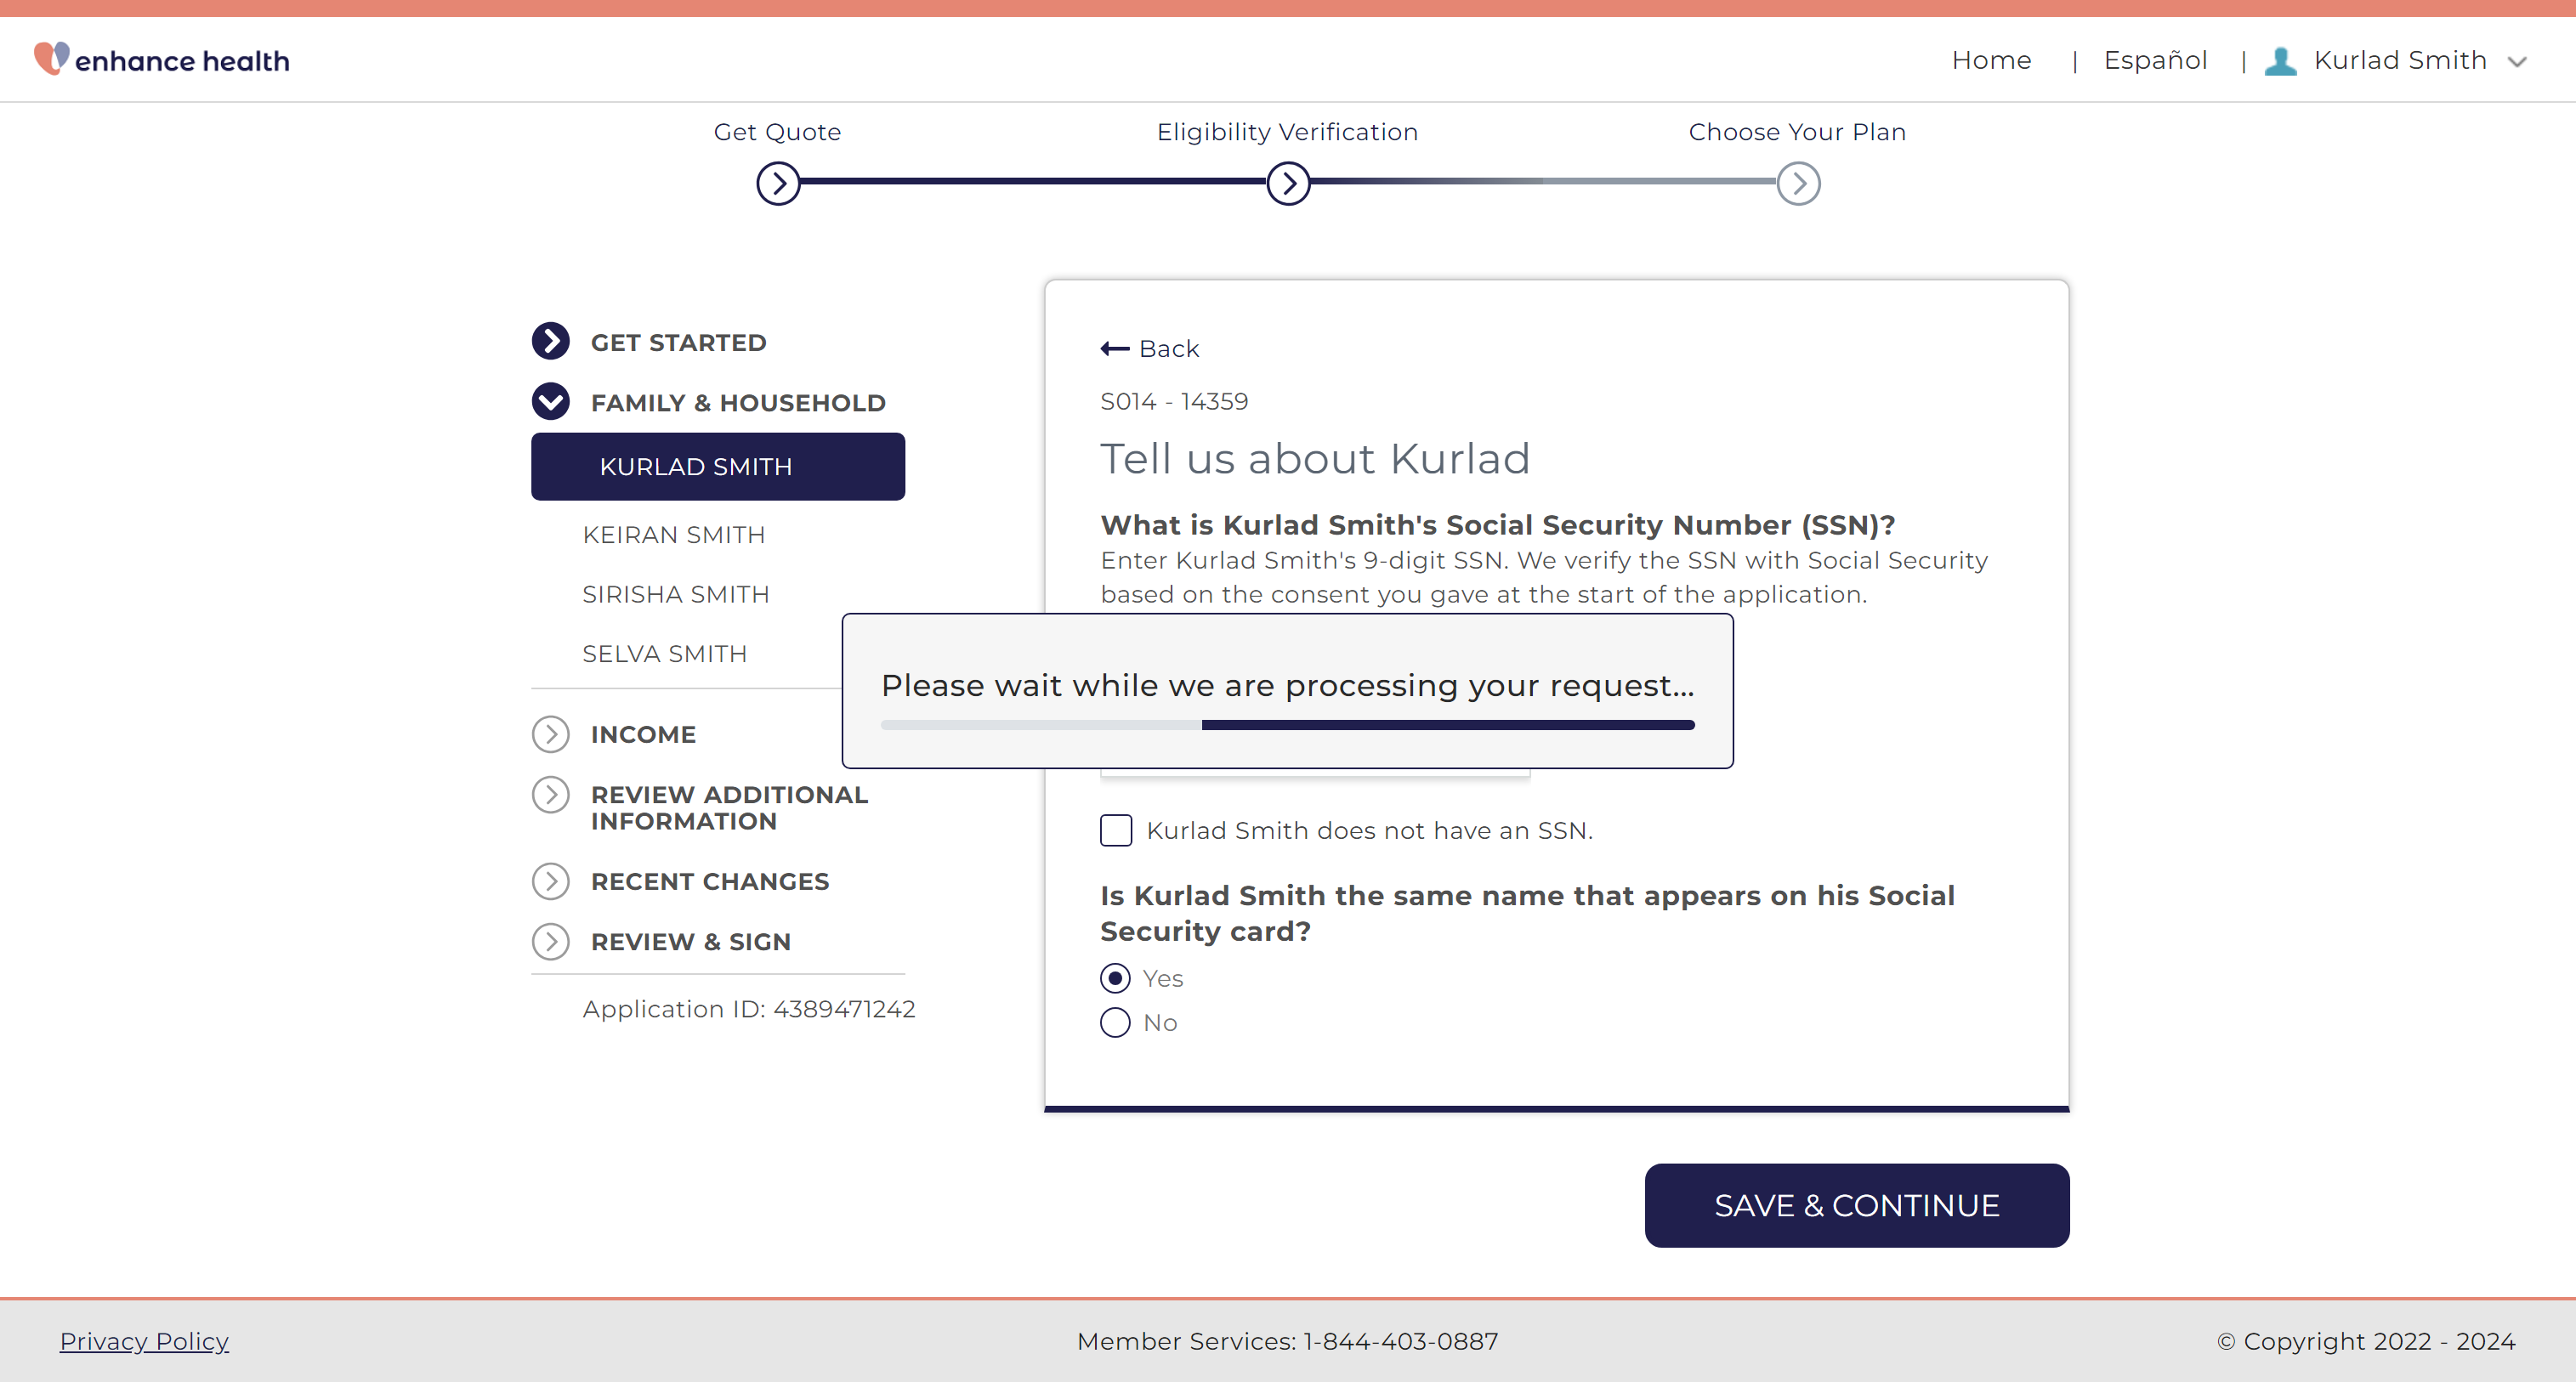 enhance health
Home | Español | Kurlad Smith
Get Quote
Eligibility Verification
Choose Your Plan
GET STARTED
FAMILY & HOUSEHOLD
KURLAD SMITH
KEIRAN SMITH
SIRISHA SMITH
SELVA SMITH
INCOME
REVIEW ADDITIONAL
INFORMATION
RECENT CHANGES
REVIEW & SIGN
Application ID: 4389471242
Back
S014 - 14359
Tell us about Kurlad
What is Kurlad Smith's Social Security Number (SSN)?
Enter Kurlad Smith's 9-digit SSN. We verify the SSN with Social Security
based on the consent you gave at the start of the application.
Please wait while we are processing your request...
Kurlad Smith does not have an SSN.
Is Kurlad Smith the same name that appears on his Social
Security card?
Yes
No
SAVE & CONTINUE
Privacy Policy
Member Services: 1-844-403-0887
© Copyright 2022 - 2024